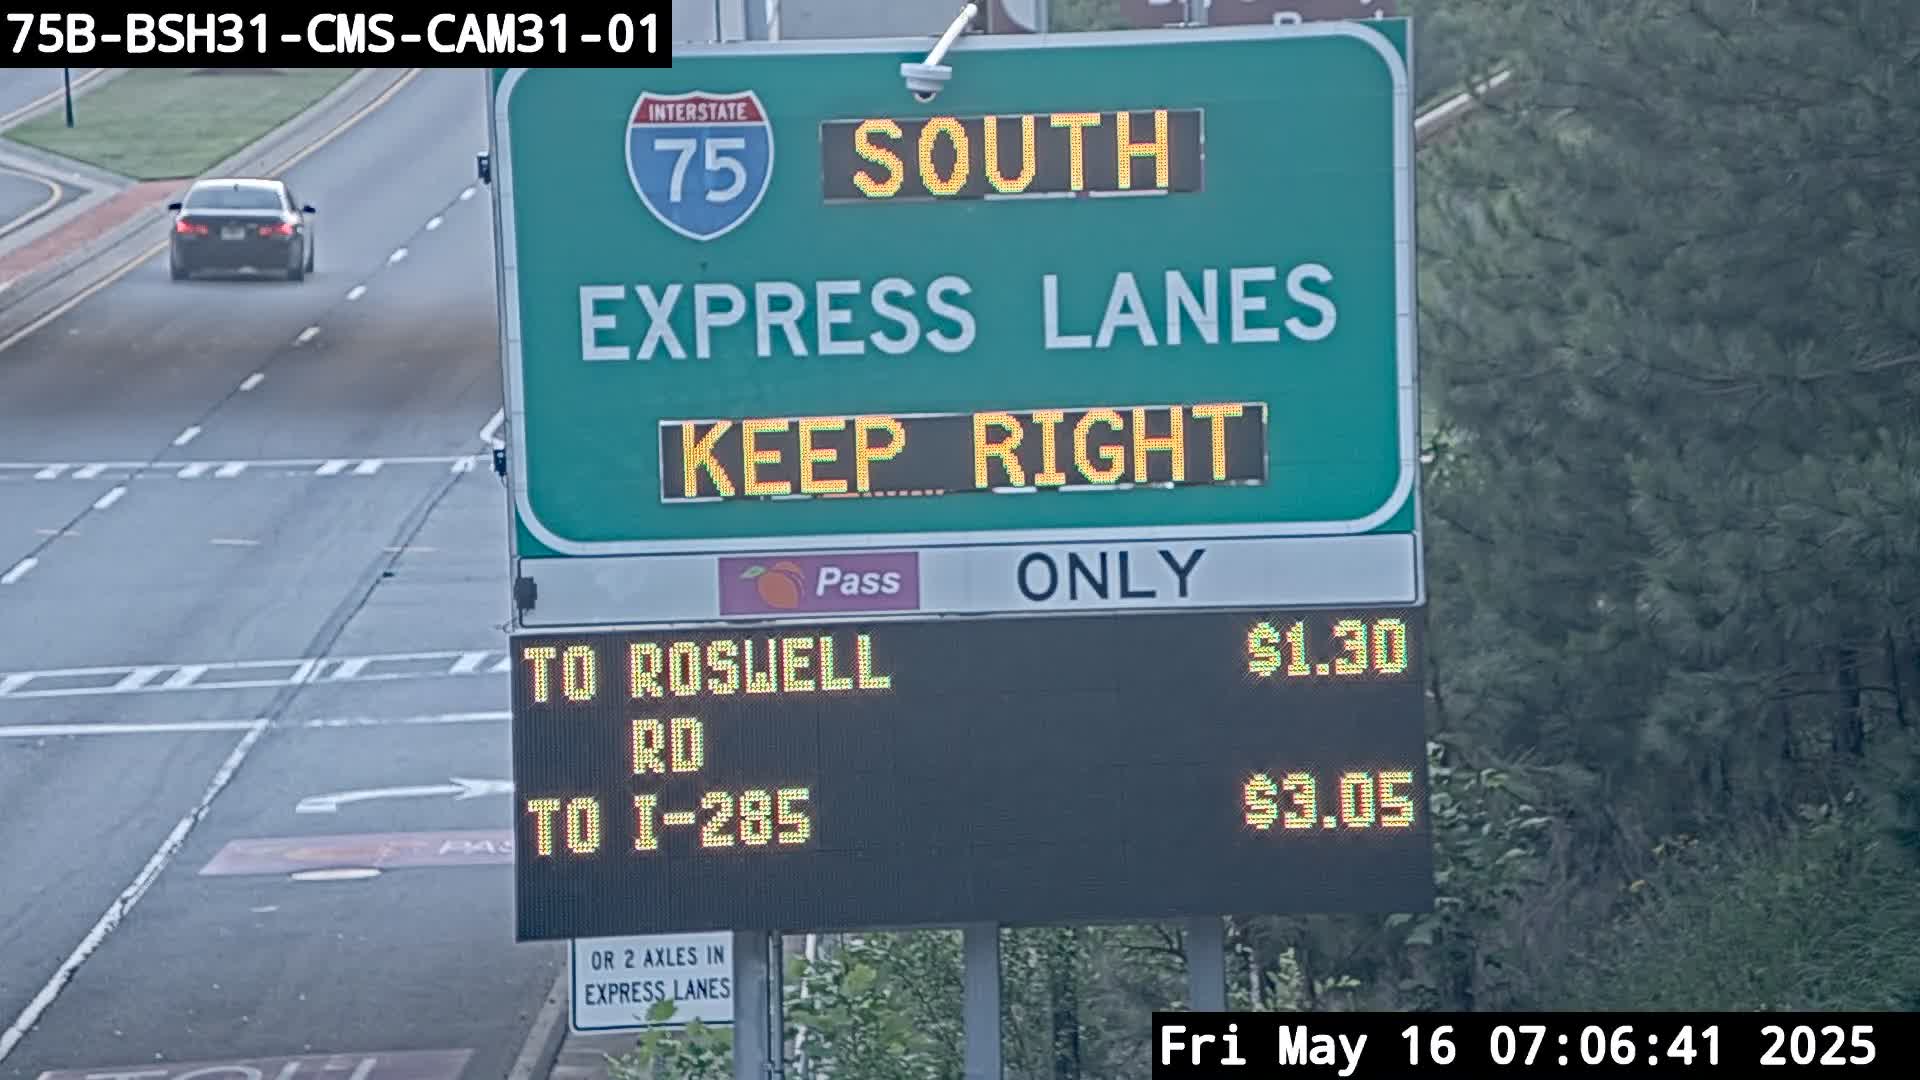 75B-BSH31-CMS-CAM31-01
INTERSTATE
75
SOUTH
EXPRESS LANES
KEEP RIGHT
Pass ONLY
TO ROSWELL $1.30
RD
TO I-285 $3.05
OR 2 AXLES IN
EXPRESS LANES
Fri May 16 07:06:41 2025